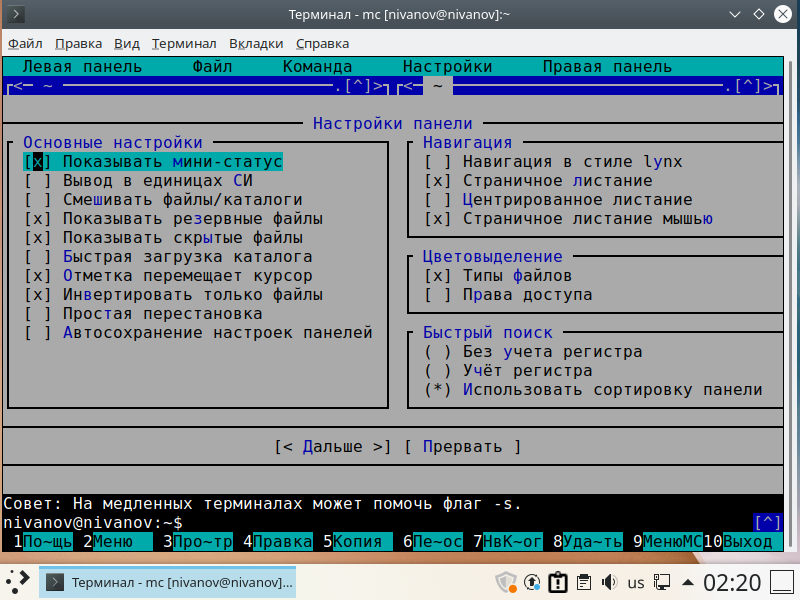 Терминал - mc [nivanov@nivanov]:~
Файл Правка Вид Терминал Вкладки Справка
Левая панель Файл Команда Настройки Правая панель
<─ ~ .[^]> <─ ~ .[^]>
Настройки панели
Основные настройки
[x] Показывать мини-статус
[ ] Вывод в единицах СИ
[ ] Смешивать файлы/каталоги
[x] Показывать резервные файлы
[x] Показывать скрытые файлы
[ ] Быстрая загрузка каталога
[x] Отметка перемещает курсор
[x] Инвертировать только файлы
[ ] Простая перестановка
[ ] Автосохранение настроек панелей
Навигация
[ ] Навигация в стиле lynx
[x] Страничное листание
[ ] Центрированное листание
[x] Страничное листание мышью
Цветовыделение
[x] Типы файлов
[ ] Права доступа
Быстрый поиск
( ) Без учета регистра
( ) Учёт регистра
(*) Использовать сортировку панели
[< Дальше >] [ Прервать ]
Совет: На медленных терминалах может помочь флаг -s.
nivanov@nivanov:~$ [^]
1По~щь 2Меню 3Про~тр 4Правка 5Копия 6Пе~ос 7НвК~ог 8Уда~ть 9МенюMC 10Выход
Терминал - mc [nivanov@nivanov]... us 02:20